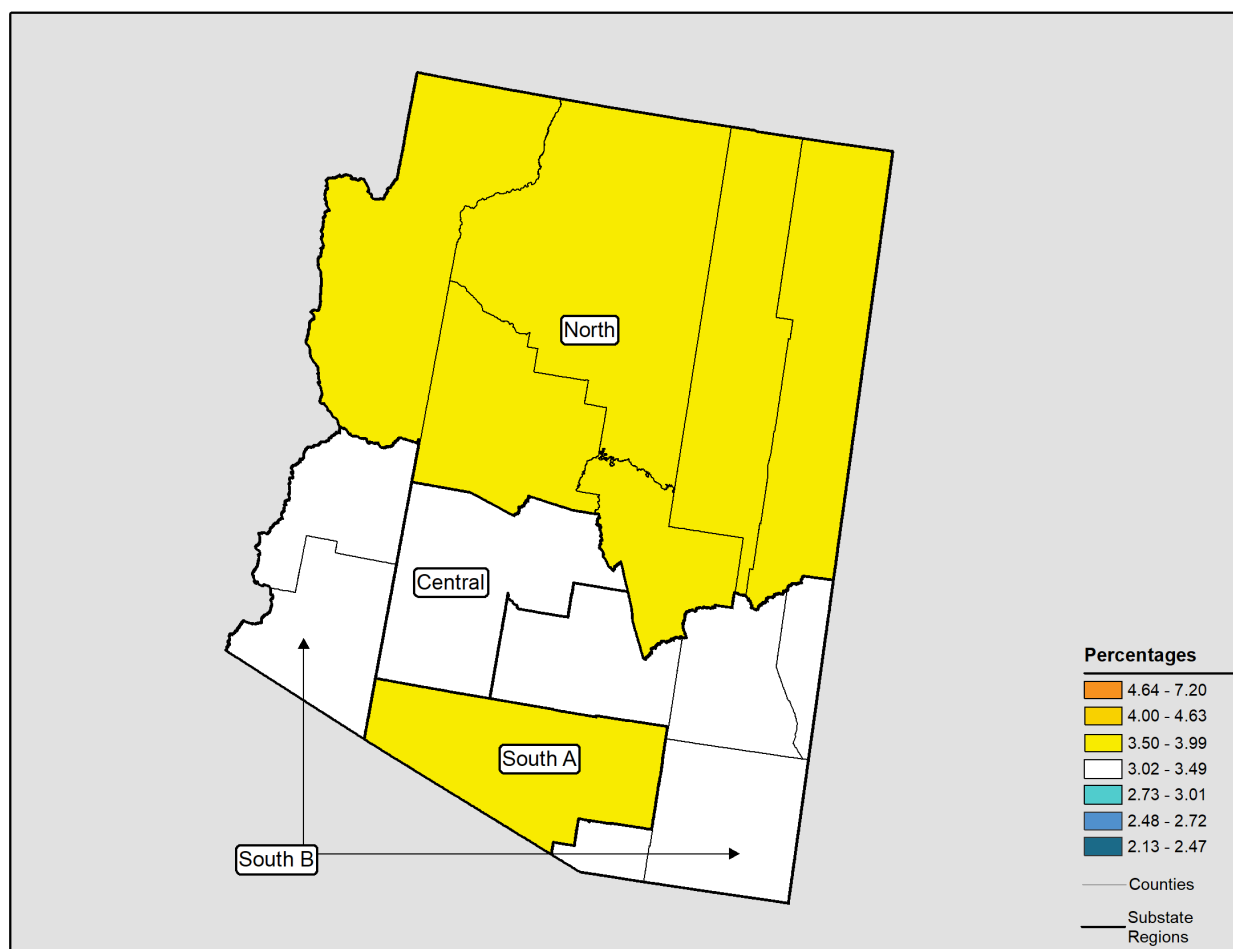 North
Central
South A
South B
Percentages
4.64 - 7.20
4.00 - 4.63
3.50 - 3.99
3.02 - 3.49
2.73 - 3.01
2.48 - 2.72
2.13 - 2.47
Counties
Substate
Regions